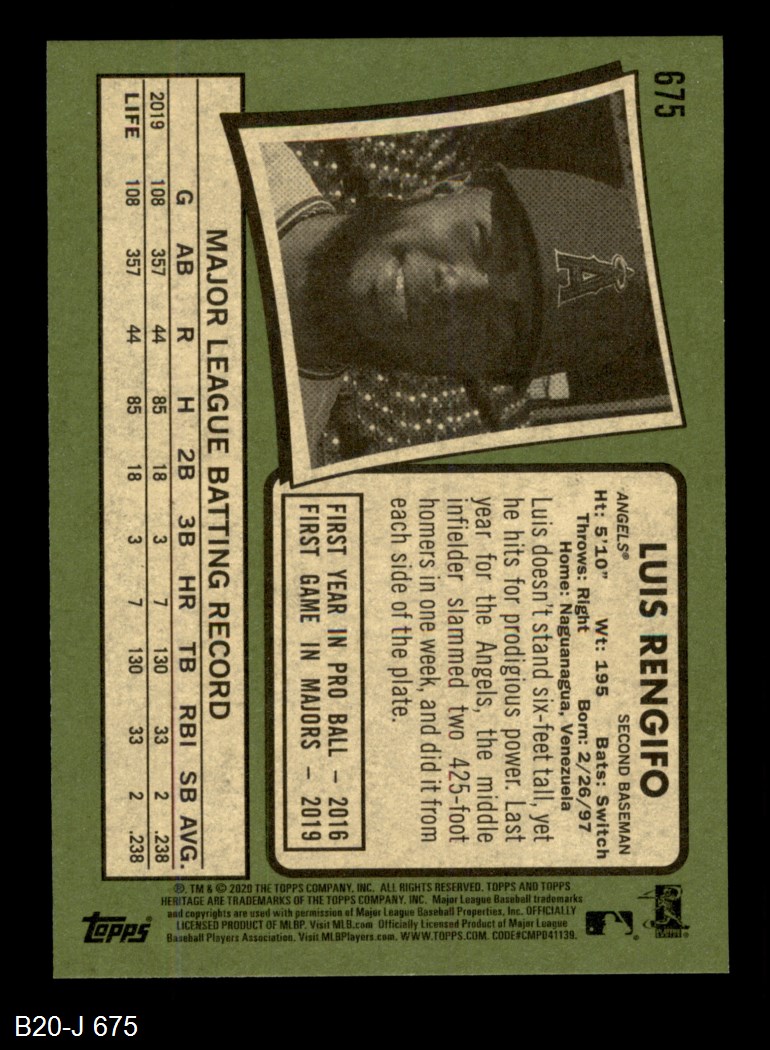 675
A
LUIS RENGIFO
ANGELS® SECOND BASEMAN
Ht: 5'10" Wt: 195 Bats: Switch
Throws: Right Born: 2/26/97
Home: Naguanagua, Venezuela
Luis doesn't stand six-feet tall, yet
he hits for prodigious power. Last
year for the Angels, the middle
infielder slammed two 425-foot
homers in one week, and did it from
each side of the plate.
FIRST YEAR IN PRO BALL – 2016
FIRST GAME IN MAJORS – 2019
MAJOR LEAGUE BATTING RECORD
G AB R H 2B 3B HR TB RBI SB AVG.
2019 108 357 44 85 18 3 7 130 33 2 .238
LIFE 108 357 44 85 18 3 7 130 33 2 .238
®, TM & © 2020 THE TOPPS COMPANY, INC. ALL RIGHTS RESERVED. TOPPS AND TOPPS
HERITAGE ARE TRADEMARKS OF THE TOPPS COMPANY, INC. Major League Baseball trademarks
and copyrights are used with permission of Major League Baseball Properties, Inc. OFFICIALLY
LICENSED PRODUCT OF MLBP. Visit MLB.com Officially Licensed Product of Major League
Baseball Players Association. Visit MLBPlayers.com. WWW.TOPPS.COM. CODE#CMPD41139.
Topps®
B20-J 675